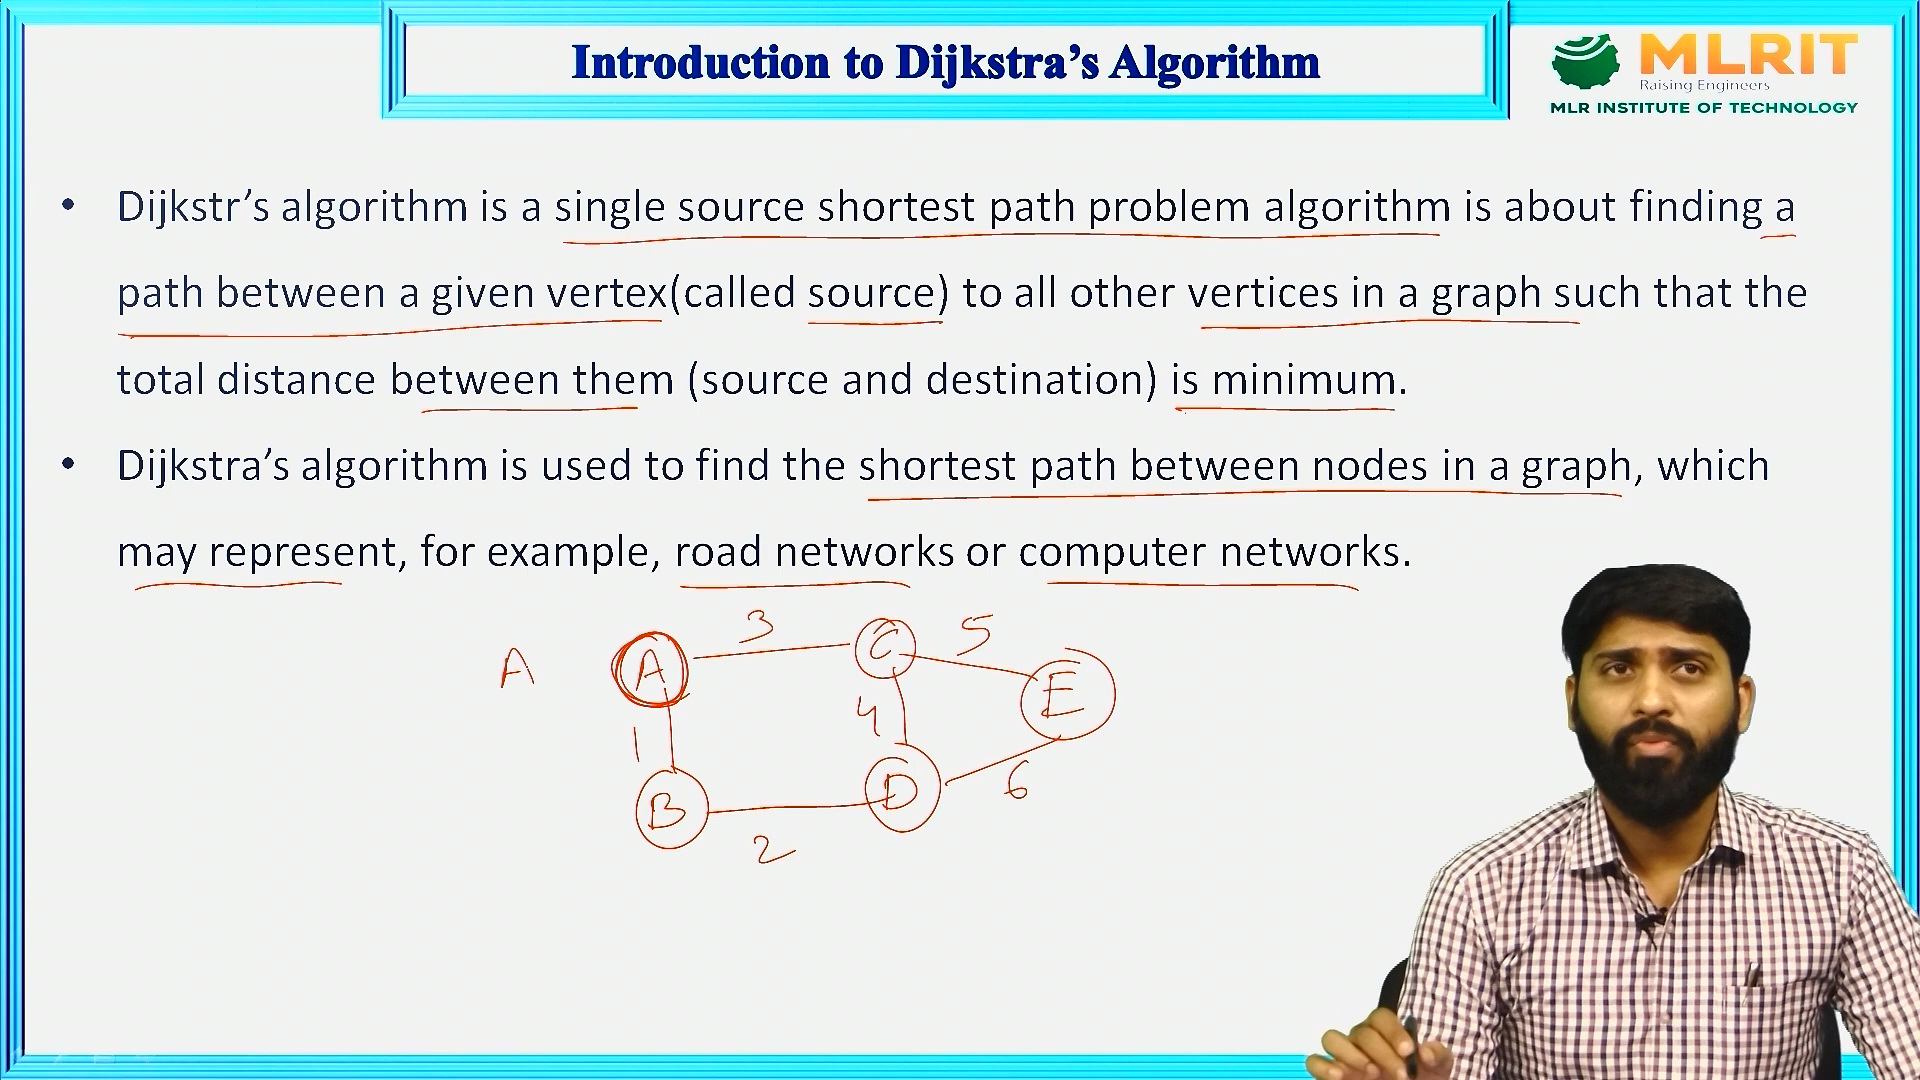 Introduction to Dijkstra’s Algorithm
MLRIT
Raising Engineers
MLR INSTITUTE OF TECHNOLOGY
• Dijkstr’s algorithm is a single source shortest path problem algorithm is about finding a
path between a given vertex(called source) to all other vertices in a graph such that the
total distance between them (source and destination) is minimum.
• Dijkstra’s algorithm is used to find the shortest path between nodes in a graph, which
may represent, for example, road networks or computer networks.
3 5
A A C E
1 4
B D 6
2